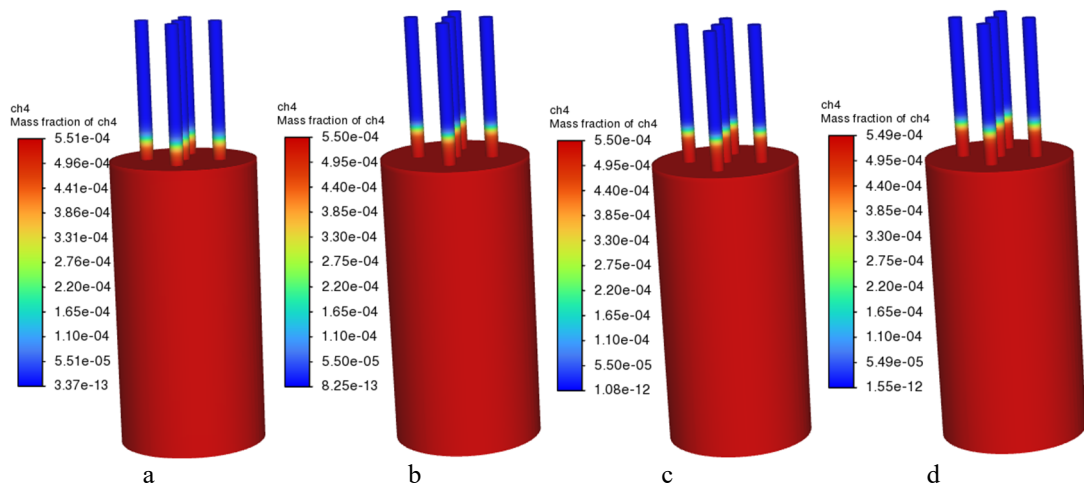 ch4
Mass fraction of ch4
5.51e-04
4.96e-04
4.41e-04
3.86e-04
3.31e-04
2.76e-04
2.20e-04
1.65e-04
1.10e-04
5.51e-05
3.37e-13
a
ch4
Mass fraction of ch4
5.50e-04
4.95e-04
4.40e-04
3.85e-04
3.30e-04
2.75e-04
2.20e-04
1.65e-04
1.10e-04
5.50e-05
8.25e-13
b
ch4
Mass fraction of ch4
5.50e-04
4.95e-04
4.40e-04
5.50e-04
3.30e-04
2.75e-04
2.20e-04
1.65e-04
1.10e-04
5.50e-05
1.08e-12
c
ch4
Mass fraction of ch4
5.49e-04
4.95e-04
4.40e-04
3.85e-04
3.30e-04
2.75e-04
2.20e-04
1.65e-04
1.10e-04
5.49e-05
1.55e-12
d